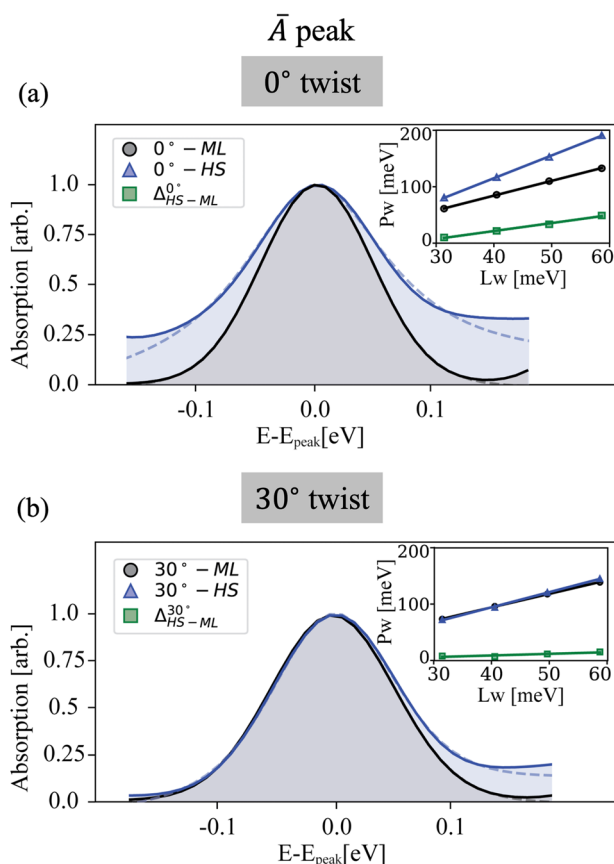 Ā peak
0° twist
(a)
0° − ML
0° − HS
Δ^{0°}_{HS−ML}
Absorption [arb.]
1.0
0.75
0.5
0.25
0.0
-0.1
0.0
0.1
E-E_{peak}[eV]
Pw [meV]
200
100
0
30
40
50
60
Lw [meV]
30° twist
(b)
30° − ML
30° − HS
Δ^{30°}_{HS−ML}
Absorption [arb.]
1.0
0.75
0.5
0.25
0.0
-0.1
0.0
0.1
E-E_{peak}[eV]
Pw [meV]
200
100
0
30
40
50
60
Lw [meV]